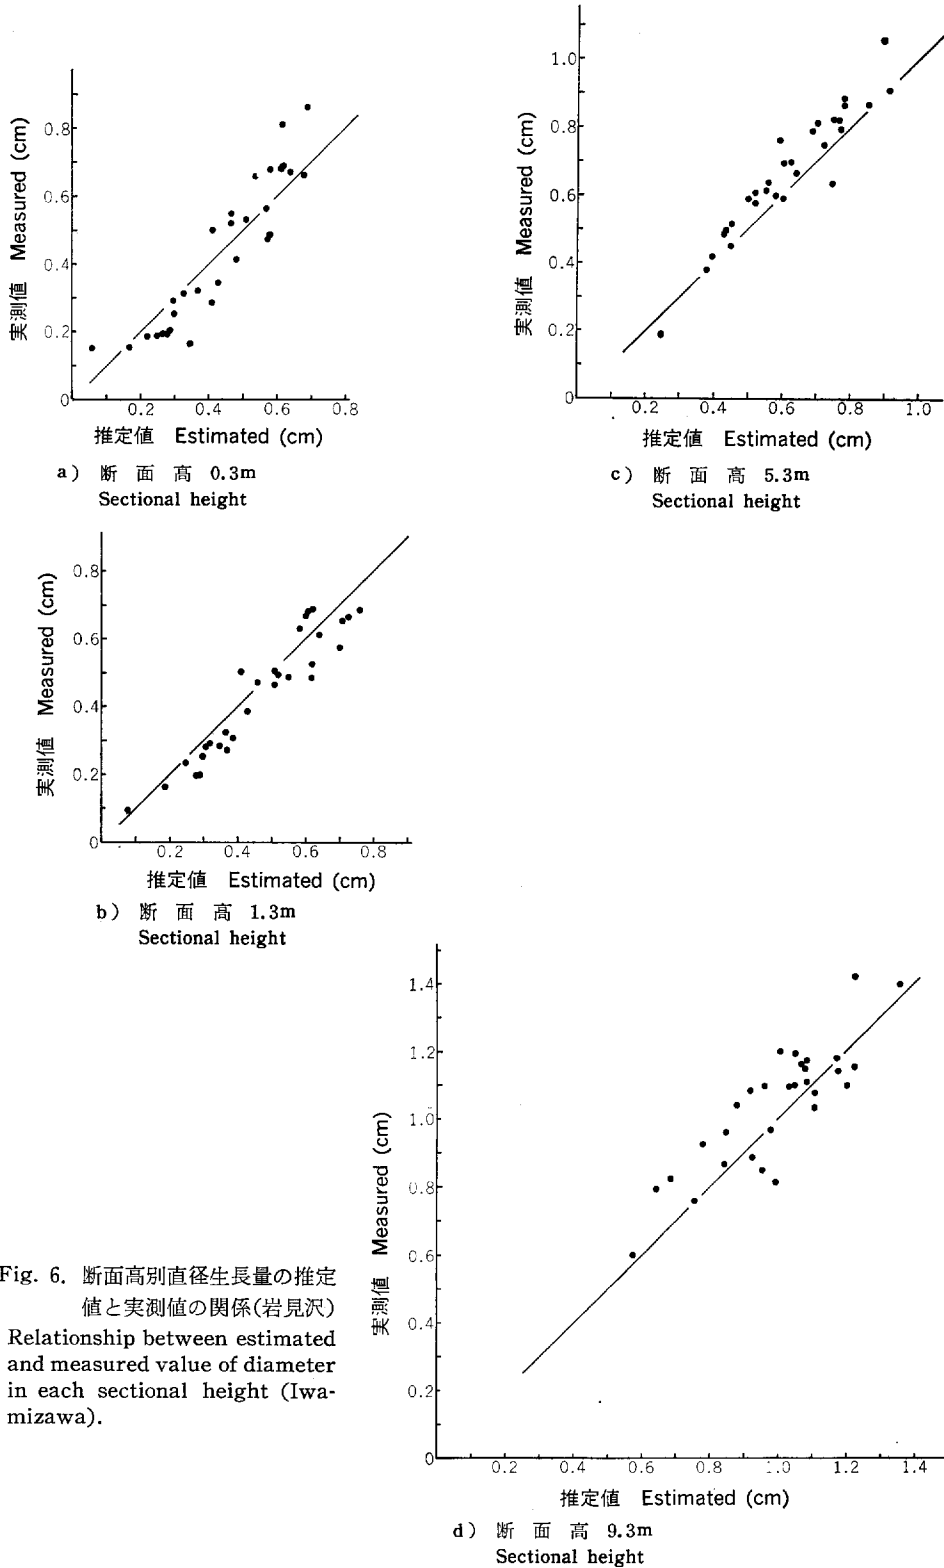 0.8
0.6
0.4
0.2
0
実測値 Measured (cm)
0.2 0.4 0.6 0.8
推定値 Estimated (cm)
a) 断 面 高 0.3m
Sectional height
1.0
0.8
0.6
0.4
0.2
0
実測値 Measured (cm)
0.2 0.4 0.6 0.8 1.0
推定値 Estimated (cm)
c) 断 面 高 5.3m
Sectional height
0.8
0.6
0.4
0.2
0
実測値 Measured (cm)
0.2 0.4 0.6 0.8
推定値 Estimated (cm)
b) 断 面 高 1.3m
Sectional height
1.4
1.2
1.0
0.8
0.6
0.4
0.2
0
実測値 Measured (cm)
0.2 0.4 0.6 0.8 1.0 1.2 1.4
推定値 Estimated (cm)
d) 断 面 高 9.3m
Sectional height
Fig. 6. 断面高別直径生長量の推定
値と実測値の関係(岩見沢)
Relationship between estimated
and measured value of diameter
in each sectional height (Iwa-
mizawa).